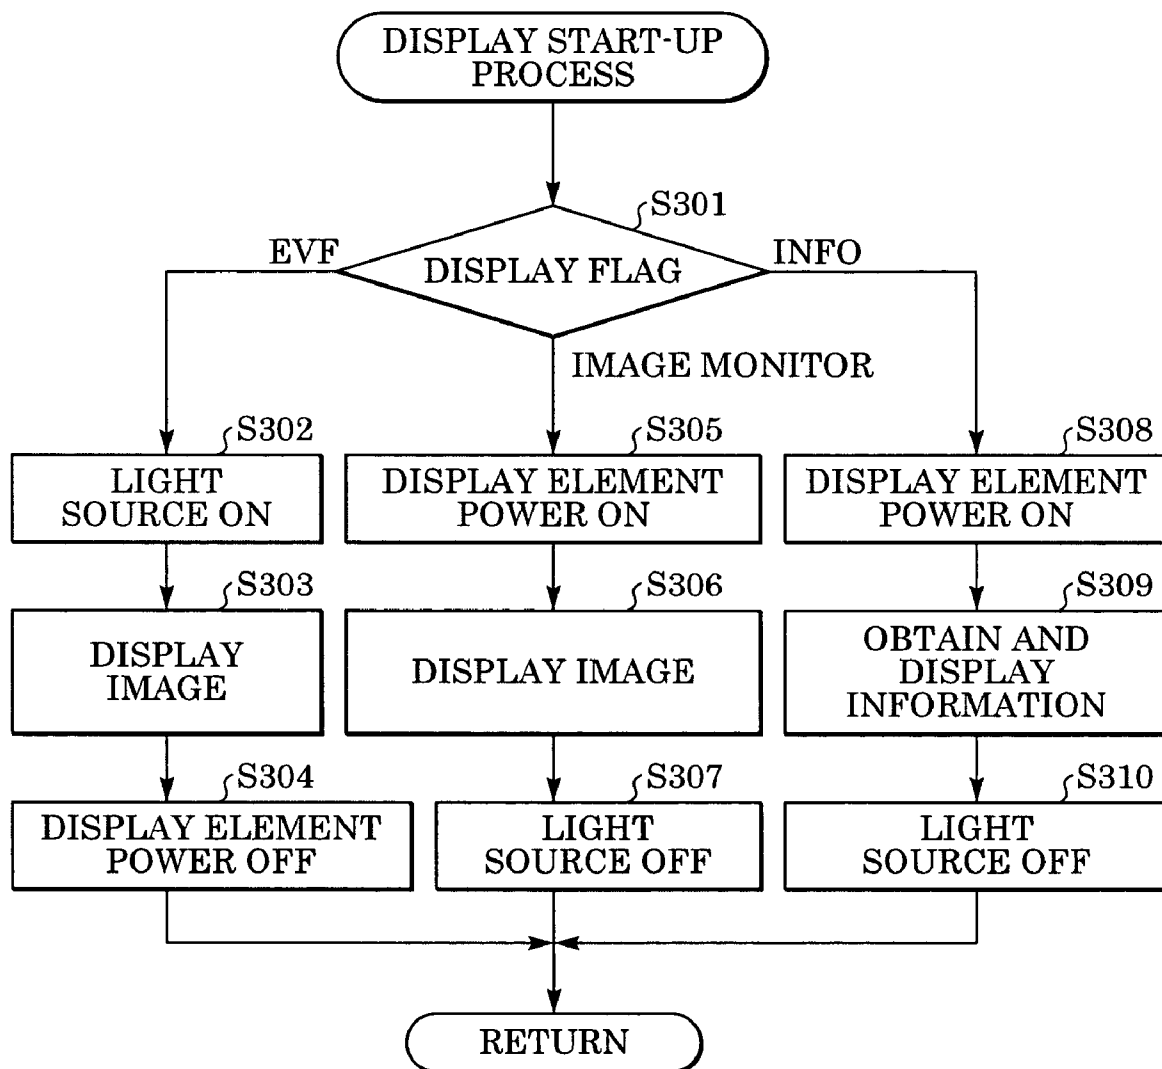 DISPLAY START-UP
PROCESS
S301
EVF
DISPLAY FLAG
INFO
IMAGE MONITOR
S302
LIGHT
SOURCE ON
S305
DISPLAY ELEMENT
POWER ON
S308
DISPLAY ELEMENT
POWER ON
S303
DISPLAY
IMAGE
S306
DISPLAY IMAGE
S309
OBTAIN AND
DISPLAY
INFORMATION
S304
DISPLAY ELEMENT
POWER OFF
S307
LIGHT
SOURCE OFF
S310
LIGHT
SOURCE OFF
RETURN